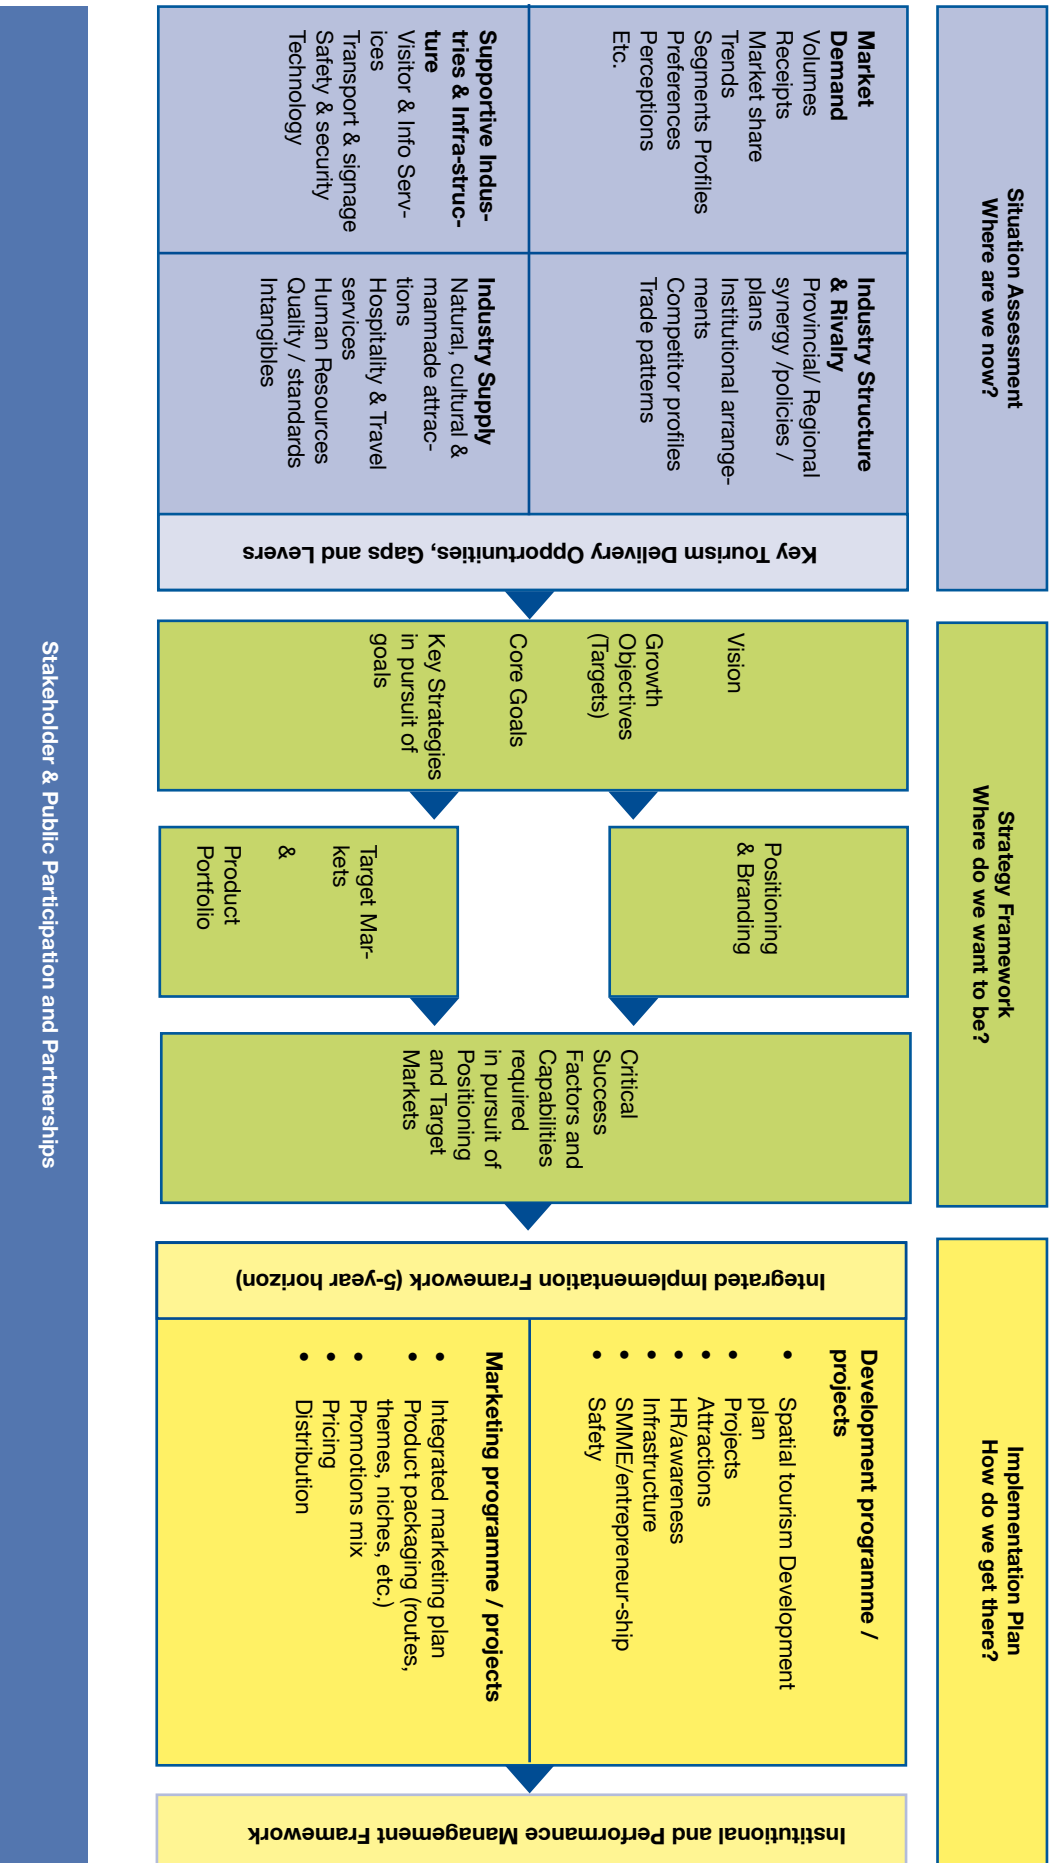 Situation Assessment
Where are we now?
Market
Demand
Volumes
Receipts
Market share
Trends
Segments Profiles
Preferences
Perceptions
Etc.
Industry Structure
& Rivalry
Provincial/ Regional
synergy /policies /
plans
Institutional arrange-
ments
Competitor profiles
Trade patterns
Supportive Indus-
tries & Infra-struc-
ture
Visitor & Info Serv-
ices
Transport & signage
Safety & security
Technology
Industry Supply
Natural, cultural &
manmade attrac-
tions
Hospitality & Travel
services
Human Resources
Quality / standards
Intangibles
Key Tourism Delivery Opportunities, Gaps and Levers
Strategy Framework
Where do we want to be?
Vision
Growth
Objectives
(Targets)
Core Goals
Key Strategies
in pursuit of
goals
Positioning
& Branding
Target Mar-
kets
&
Product
Portfolio
Critical
Success
Factors and
Capabilities
required
in pursuit of
Positioning
and Target
Markets
Implementation Plan
How do we get there?
Integrated Implementation Framework (5-year horizon)
Development programme /
projects
• Spatial tourism Development
plan
• Projects
• Attractions
• HR/awareness
• Infrastructure
• SMME/entrepreneur-ship
• Safety
Marketing programme / projects
• Integrated marketing plan
• Product packaging (routes,
themes, niches, etc.)
• Promotions mix
• Pricing
• Distribution
Institutional and Performance Management Framework
Stakeholder & Public Participation and Partnerships